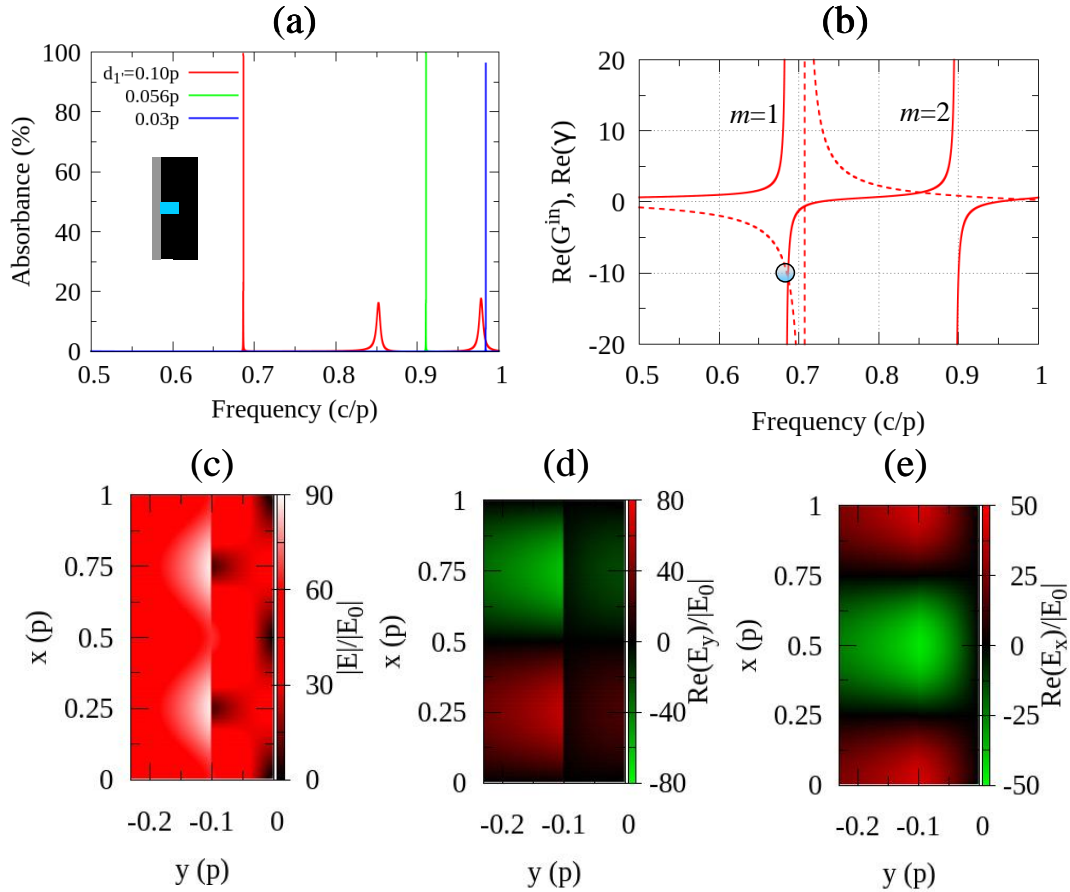 (a)
Absorbance (%)
100
80
60
40
20
0
d1'=0.10p
0.056p
0.03p
0.5 0.6 0.7 0.8 0.9 1
Frequency (c/p)
(b)
Re(G^in), Re(γ)
20
10
0
-10
-20
m=1
m=2
0.5 0.6 0.7 0.8 0.9 1
Frequency (c/p)
(c)
x (p)
1
0.75
0.5
0.25
0
-0.2 -0.1 0
y (p)
90
60
30
0
|E|/|E0|
(d)
x (p)
1
0.75
0.5
0.25
0
-0.2 -0.1 0
y (p)
80
40
0
-40
-80
Re(Ey)/|E0|
(e)
x (p)
1
0.75
0.5
0.25
0
-0.2 -0.1 0
y (p)
50
25
0
-25
-50
Re(Ex)/|E0|